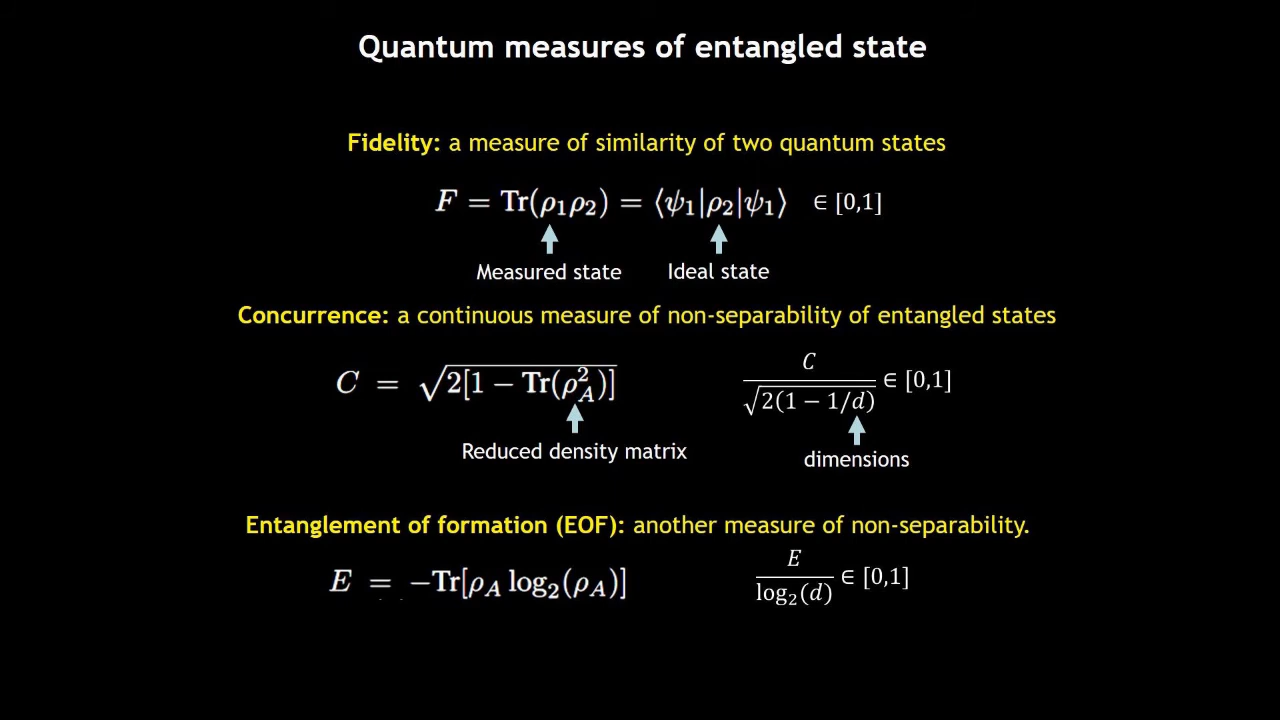 Quantum measures of entangled state
Fidelity: a measure of similarity of two quantum states
F = Tr(ρ₁ρ₂) = ⟨ψ₁|ρ₂|ψ₁⟩ ∈ [0,1]
Measured state Ideal state
Concurrence: a continuous measure of non-separability of entangled states
C = √2[1 − Tr(ρ_A²)] C/√2(1 − 1/d) ∈ [0,1]
Reduced density matrix dimensions
Entanglement of formation (EOF): another measure of non-separability.
E = −Tr[ρ_A log₂(ρ_A)] E/log₂(d) ∈ [0,1]